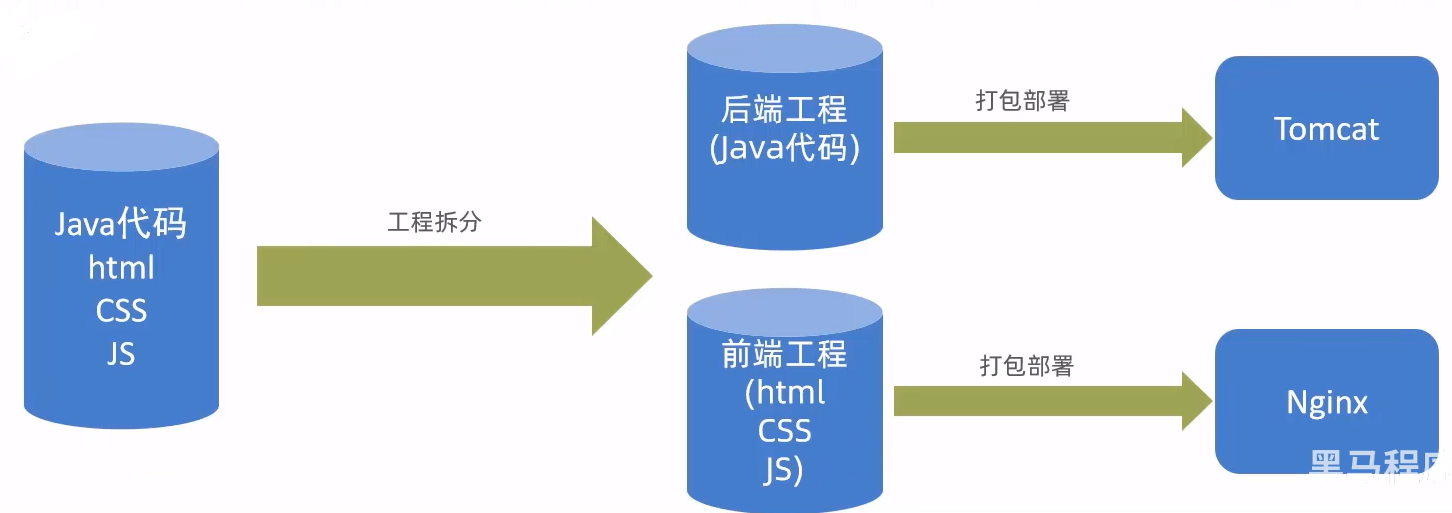 Java代码
html
CSS
JS
工程拆分
后端工程
(Java代码)
打包部署
Tomcat
前端工程
(html
CSS
JS)
打包部署
Nginx
黑马程